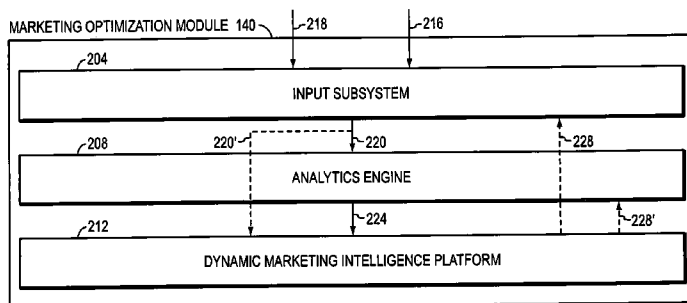 MARKETING OPTIMIZATION MODULE 140
218
216
204
INPUT SUBSYSTEM
220'
220
228
208
ANALYTICS ENGINE
224
228'
212
DYNAMIC MARKETING INTELLIGENCE PLATFORM